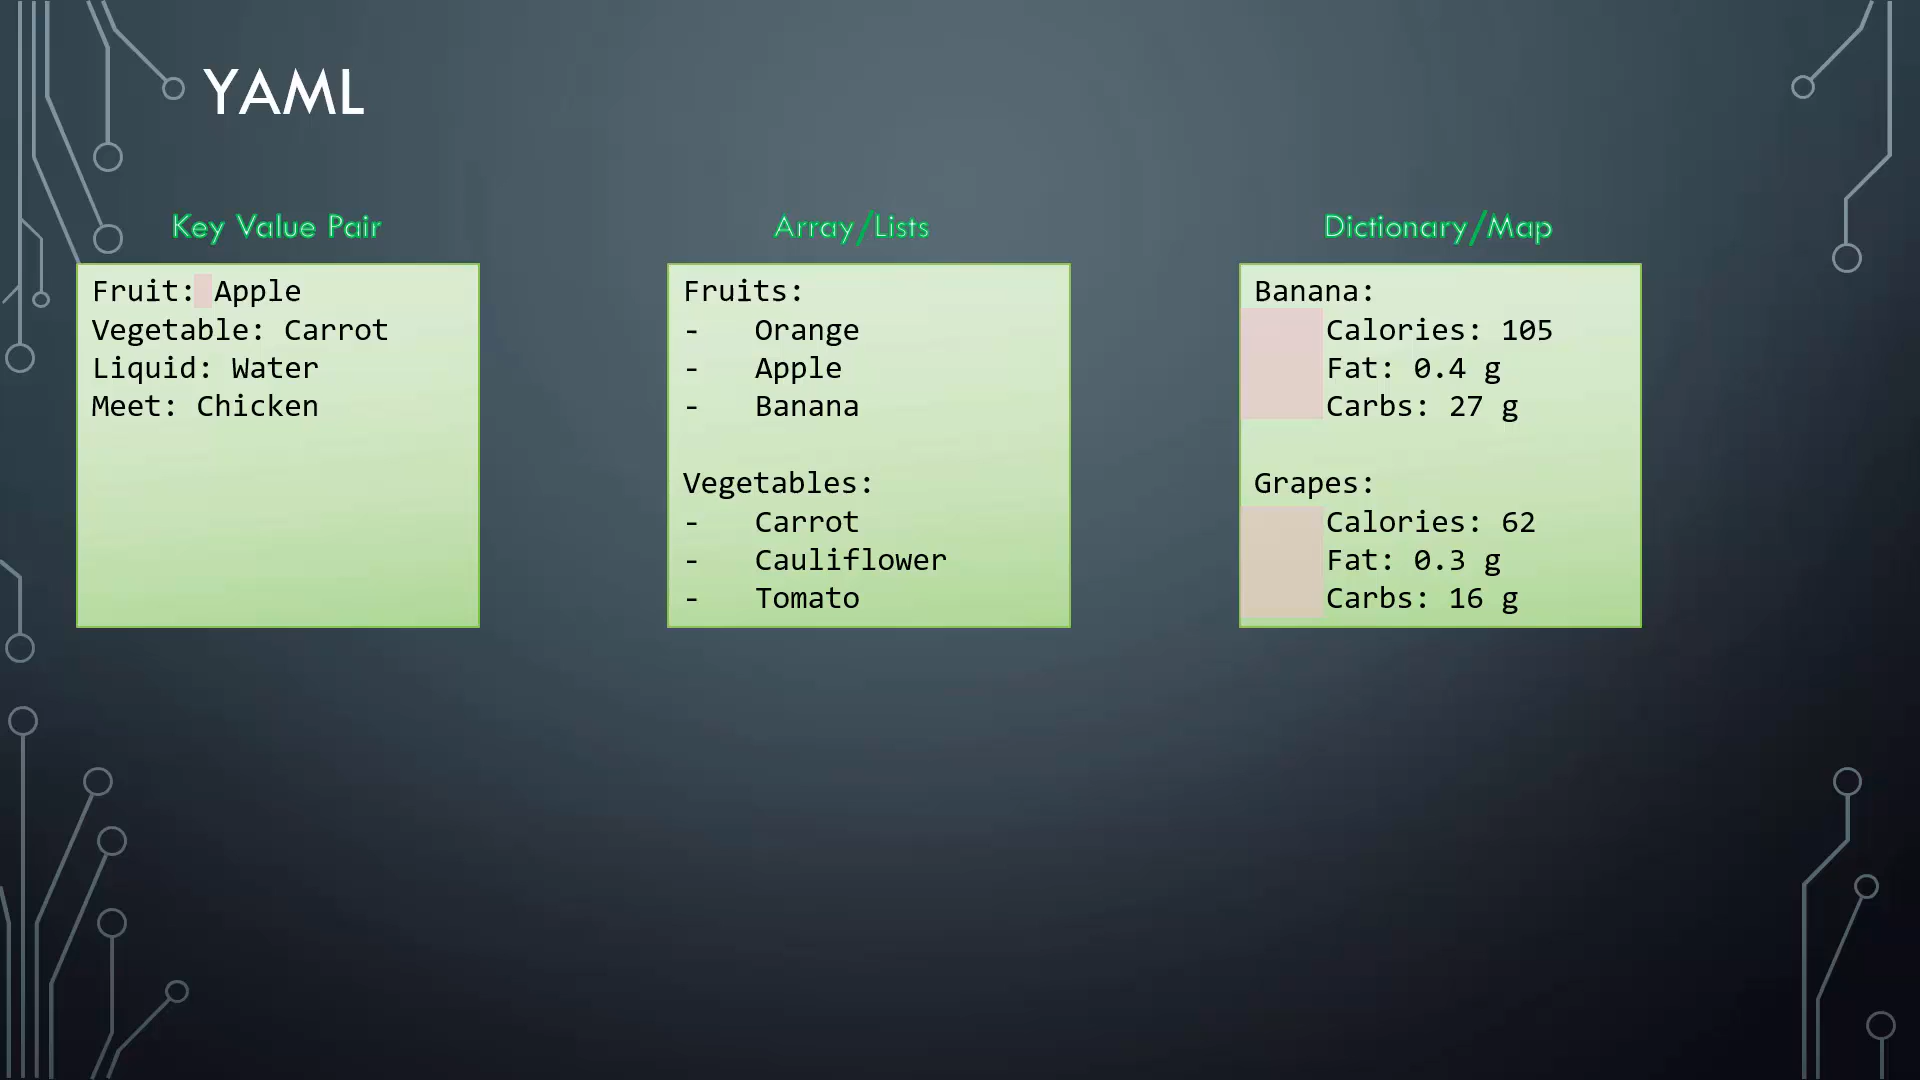 YAML
Key Value Pair
Fruit: Apple
Vegetable: Carrot
Liquid: Water
Meet: Chicken
Array/Lists
Fruits:
- Orange
- Apple
- Banana
Vegetables:
- Carrot
- Cauliflower
- Tomato
Dictionary/Map
Banana:
Calories: 105
Fat: 0.4 g
Carbs: 27 g
Grapes:
Calories: 62
Fat: 0.3 g
Carbs: 16 g